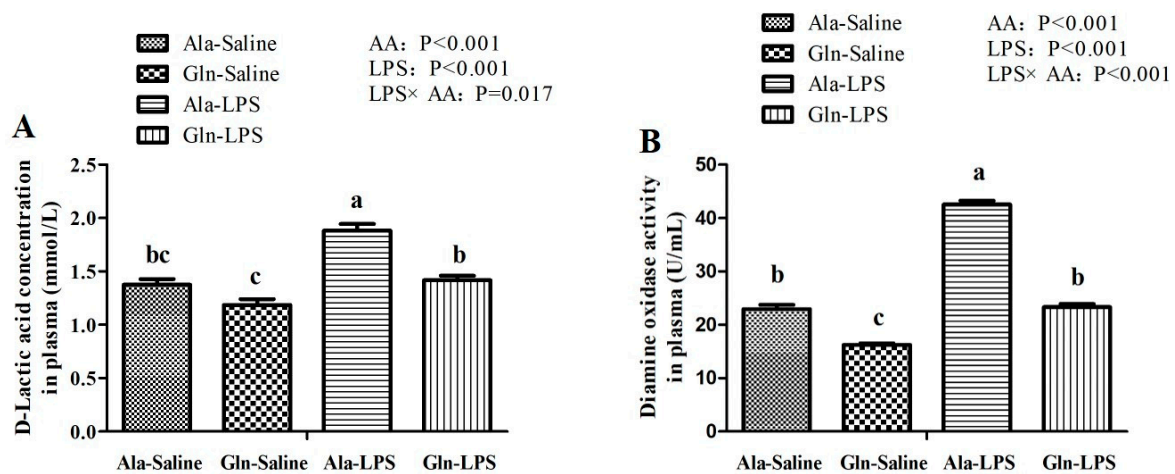 Ala-Saline
Gln-Saline
Ala-LPS
Gln-LPS
AA: P<0.001
LPS: P<0.001
LPS× AA: P=0.017
A
D-Lactic acid concentration
in plasma (mmol/L)
2.5
2.0
1.5
1.0
0.5
0.0
bc
c
a
b
Ala-Saline Gln-Saline Ala-LPS Gln-LPS
Ala-Saline
Gln-Saline
Ala-LPS
Gln-LPS
AA: P<0.001
LPS: P<0.001
LPS× AA: P<0.001
B
Diamine oxidase activity
in plasma (U/mL)
50
40
30
20
10
0
b
c
a
b
Ala-Saline Gln-Saline Ala-LPS Gln-LPS